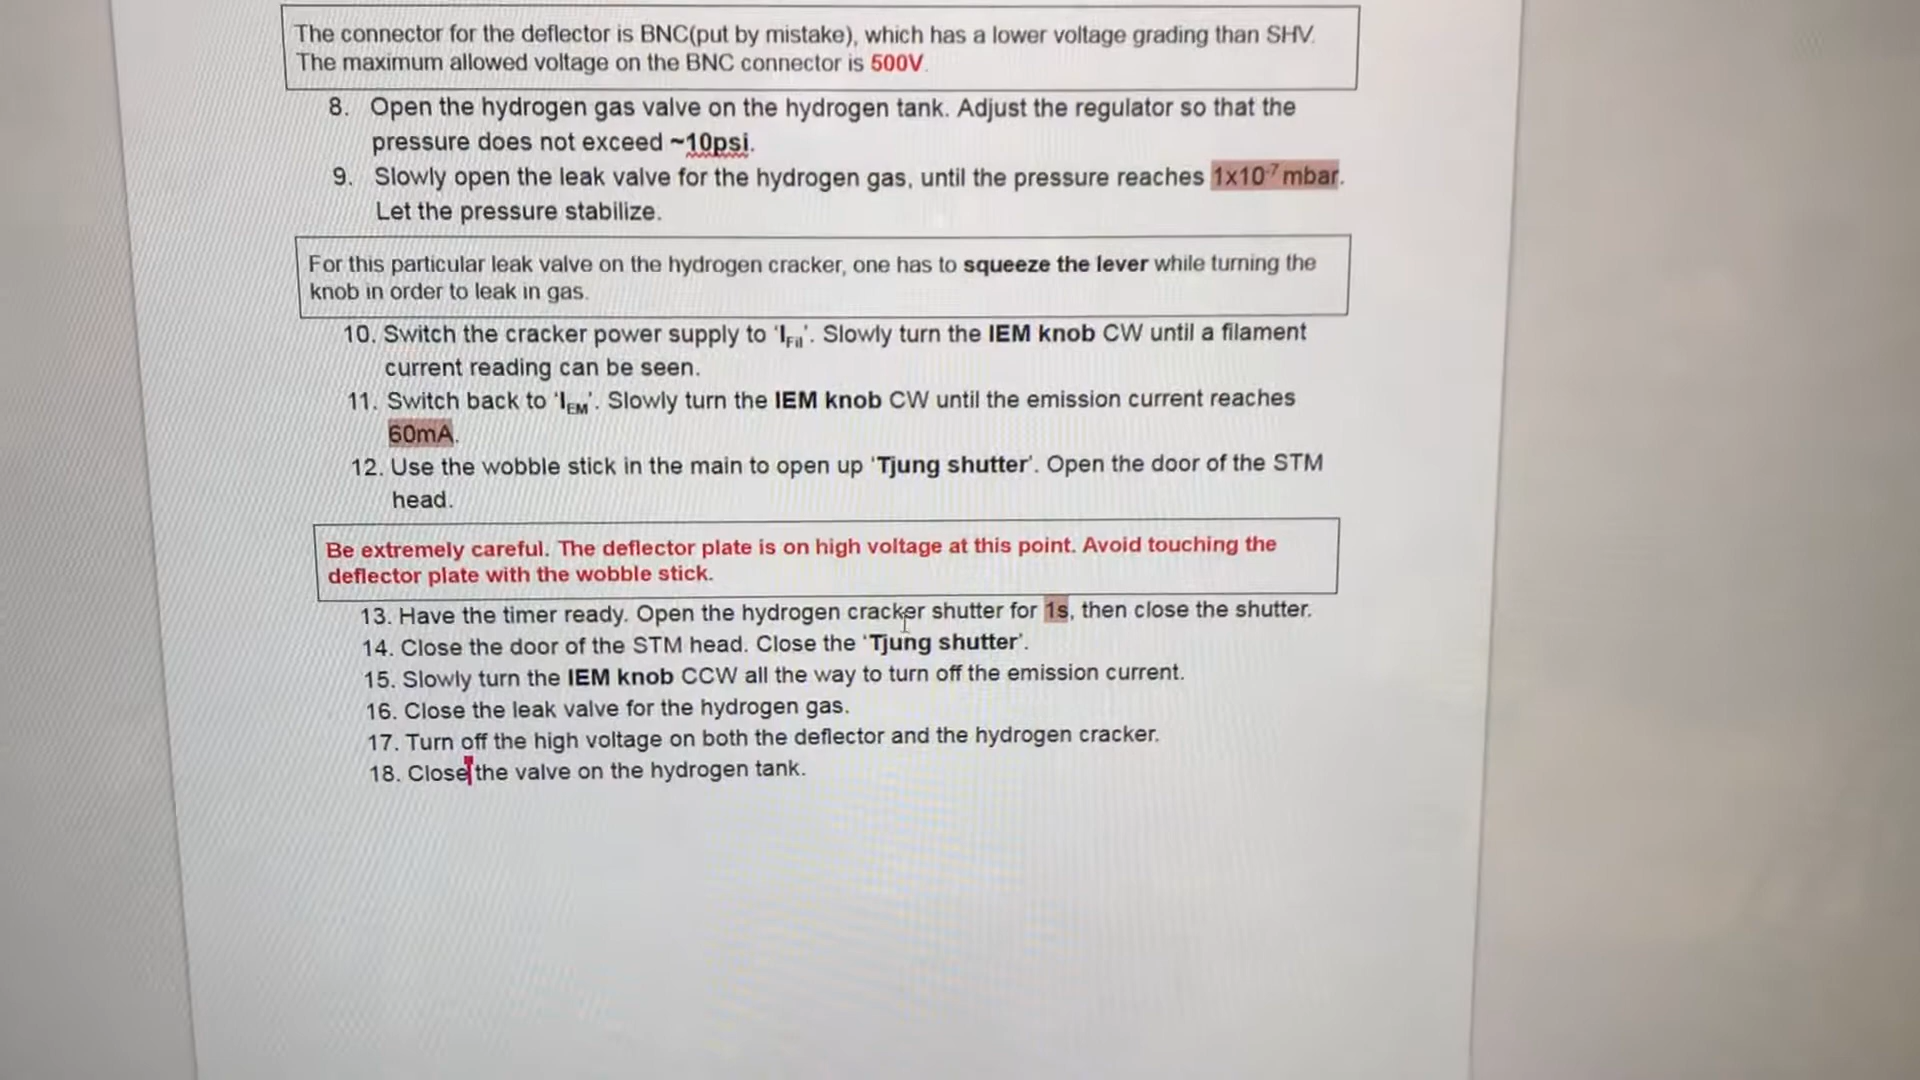 The connector for the deflector is BNC(put by mistake), which has a lower voltage grading than SHV.
The maximum allowed voltage on the BNC connector is 500V.
8. Open the hydrogen gas valve on the hydrogen tank. Adjust the regulator so that the
pressure does not exceed ~10psi.
9. Slowly open the leak valve for the hydrogen gas, until the pressure reaches 1x10⁻⁷ mbar.
Let the pressure stabilize.
For this particular leak valve on the hydrogen cracker, one has to squeeze the lever while turning the
knob in order to leak in gas.
10. Switch the cracker power supply to 'IFil'. Slowly turn the IEM knob CW until a filament
current reading can be seen.
11. Switch back to 'IEM'. Slowly turn the IEM knob CW until the emission current reaches
60mA.
12. Use the wobble stick in the main to open up 'Tjung shutter'. Open the door of the STM
head.
Be extremely careful. The deflector plate is on high voltage at this point. Avoid touching the
deflector plate with the wobble stick.
13. Have the timer ready. Open the hydrogen cracker shutter for 1s, then close the shutter.
14. Close the door of the STM head. Close the 'Tjung shutter'.
15. Slowly turn the IEM knob CCW all the way to turn off the emission current.
16. Close the leak valve for the hydrogen gas.
17. Turn off the high voltage on both the deflector and the hydrogen cracker.
18. Close the valve on the hydrogen tank.